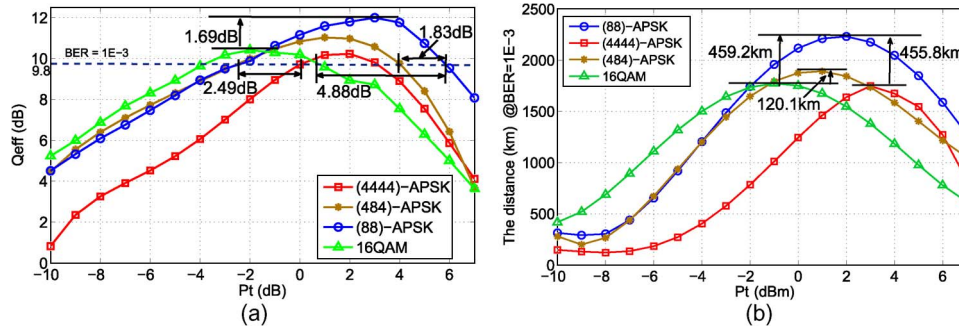 (a)
Qeff (dB)
12
10
9.8
8
6
4
2
0
BER = 1E-3
1.69dB
1.83dB
2.49dB
4.88dB
(4444)-APSK
(484)-APSK
(88)-APSK
16QAM
-10 -8 -6 -4 -2 0 2 4 6
Pt (dB)
(a)
(b)
The distance (km) @BER=1E-3
2500
2000
1500
1000
500
0
(88)-APSK
(4444)-APSK
(484)-APSK
16QAM
459.2km
455.8km
120.1km
-10 -8 -6 -4 -2 0 2 4 6
Pt (dBm)
(b)